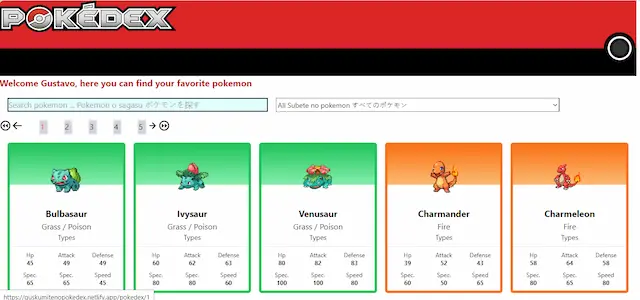 POKÉDEX
Welcome Gustavo, here you can find your favorite pokemon
Search pokemon ... Pokemon o sagasu ポケモンを探す
All Subete no pokemon すべてのポケモン
1 2 3 4 5
Bulbasaur
Grass / Poison
Types
Hp Attack Defense
45 49 49
Spec. Spec. Speed
65 65 45
Ivysaur
Grass / Poison
Types
Hp Attack Defense
60 62 63
Spec. Spec. Speed
80 80 60
Venusaur
Grass / Poison
Types
Hp Attack Defense
80 82 83
Spec. Spec. Speed
100 100 80
Charmander
Fire
Types
Hp Attack Defense
39 52 43
Spec. Spec. Speed
60 50 65
Charmeleon
Fire
Types
Hp Attack Defense
58 64 58
Spec. Spec. Speed
80 65 80
https://guskumitenopokedex.netlify.app/pokedex/1